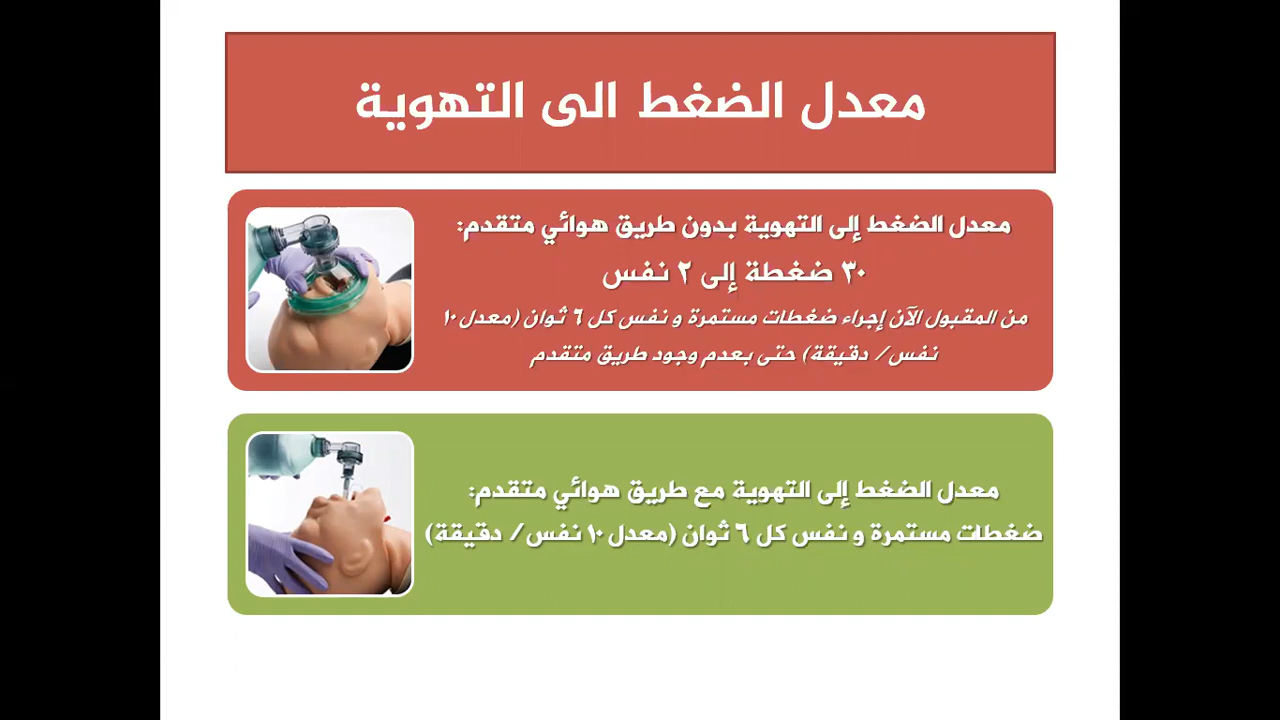 معدل الضغط الى التهوية
معدل الضغط إلى التهوية بدون طريق هوائي متقدم:
٣٠ ضغطة إلى ٢ نفس
من المقبول الآن إجراء ضغطات مستمرة و نفس كل ٦ ثوان (معدل ١٠
نفس/ دقيقة) حتى بعدم وجود طريق متقدم
معدل الضغط إلى التهوية مع طريق هوائي متقدم:
ضغطات مستمرة و نفس كل ٦ ثوان (معدل ١٠ نفس/ دقيقة)